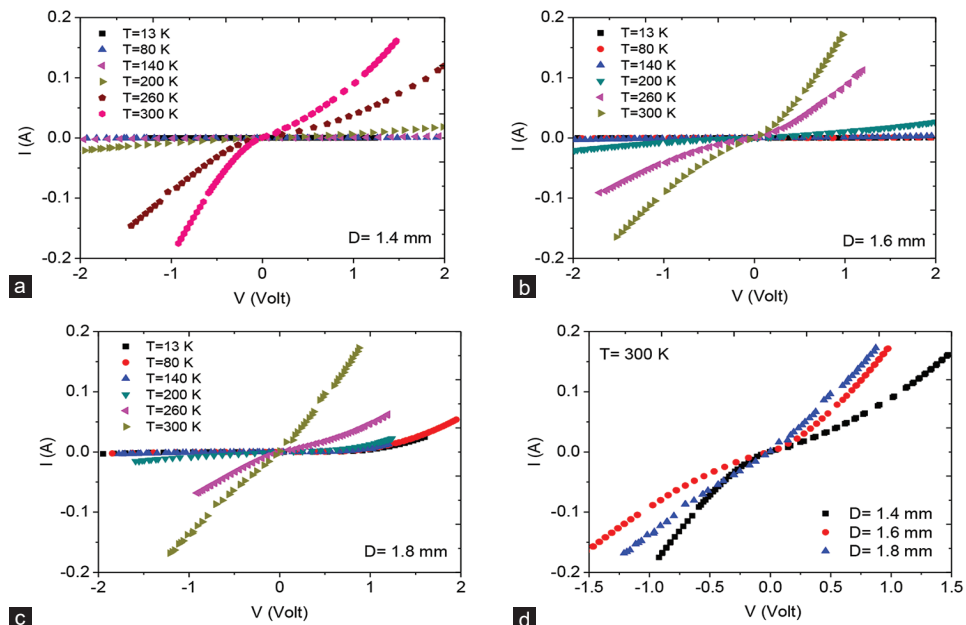 T=13 K
T=80 K
T=140 K
T=200 K
T=260 K
T=300 K
0.2
0.1
0.0
-0.1
-0.2
I (A)
D= 1.4 mm
-2
-1
0
1
2
V (Volt)
a
T=13 K
T=80 K
T=140 K
T=200 K
T=260 K
T=300 K
0.2
0.1
0.0
-0.1
-0.2
I (A)
D= 1.6 mm
-2
-1
0
1
2
V (Volt)
b
T=13 K
T=80 K
T=140 K
T=200 K
T=260 K
T=300 K
0.2
0.1
0.0
-0.1
-0.2
I (A)
D= 1.8 mm
-2
-1
0
1
2
V (Volt)
c
T= 300 K
0.2
0.1
0.0
-0.1
-0.2
I (A)
D= 1.4 mm
D= 1.6 mm
D= 1.8 mm
-1.5
-1.0
-0.5
0.0
0.5
1.0
1.5
V (Volt)
d